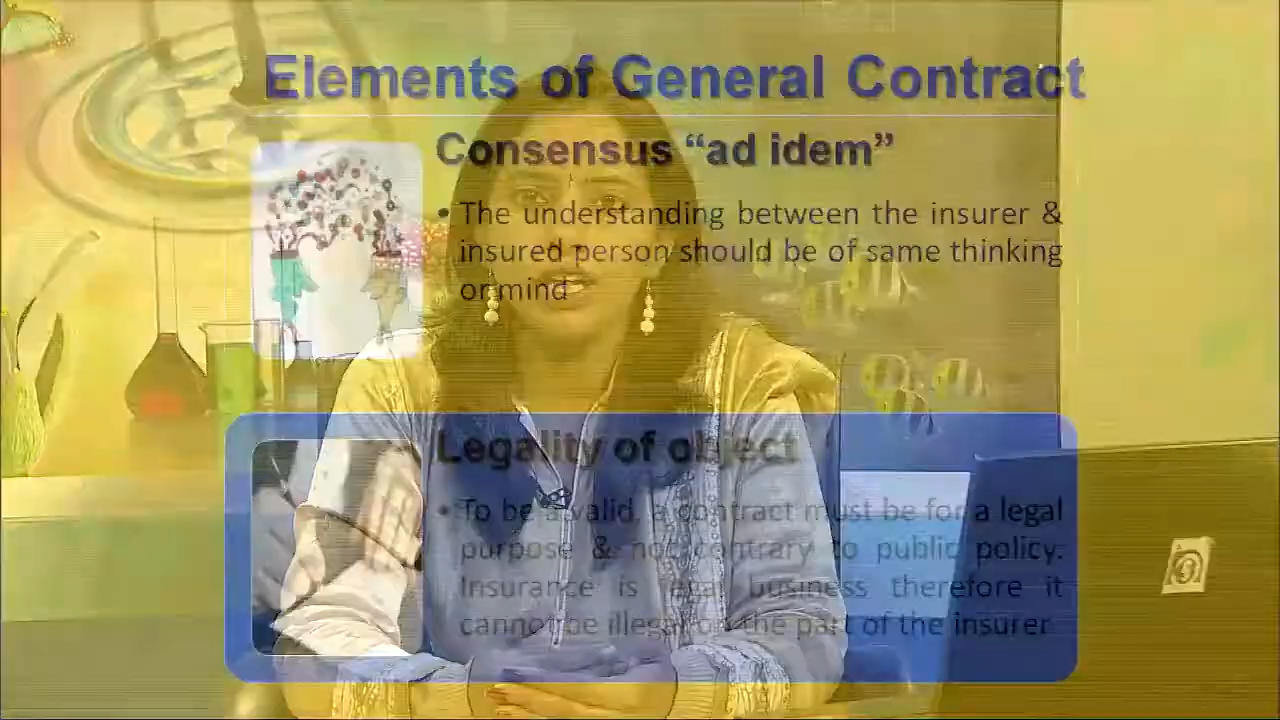 Elements of General Contract
Consensus “ad idem”
• The understanding between the insurer &
insured person should be of same thinking
or mind
Legality of object
• To be a valid, a contract must be for a legal
purpose & not contrary to public policy.
Insurance is legal business therefore it
cannot be illegal on the part of the insurer